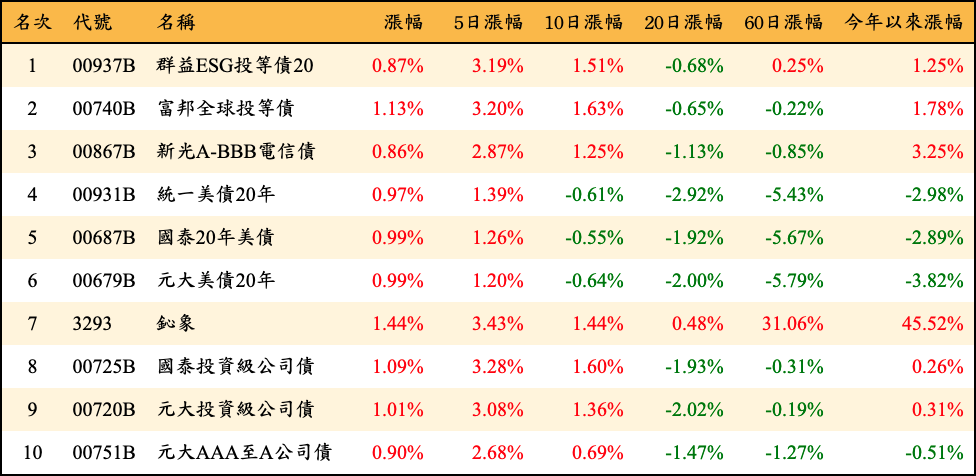 名次 代號 名稱 漲幅 5日漲幅 10日漲幅 20日漲幅 60日漲幅 今年以來漲幅
1 00937B 群益ESG投等債20 0.87% 3.19% 1.51% -0.68% 0.25% 1.25%
2 00740B 富邦全球投等債 1.13% 3.20% 1.63% -0.65% -0.22% 1.78%
3 00867B 新光A-BBB電信債 0.86% 2.87% 1.25% -1.13% -0.85% 3.25%
4 00931B 統一美債20年 0.97% 1.39% -0.61% -2.92% -5.43% -2.98%
5 00687B 國泰20年美債 0.99% 1.26% -0.55% -1.92% -5.67% -2.89%
6 00679B 元大美債20年 0.99% 1.20% -0.64% -2.00% -5.79% -3.82%
7 3293 鈊象 1.44% 3.43% 1.44% 0.48% 31.06% 45.52%
8 00725B 國泰投資級公司債 1.09% 3.28% 1.60% -1.93% -0.31% 0.26%
9 00720B 元大投資級公司債 1.01% 3.08% 1.36% -2.02% -0.19% 0.31%
10 00751B 元大AAA至A公司債 0.90% 2.68% 0.69% -1.47% -1.27% -0.51%